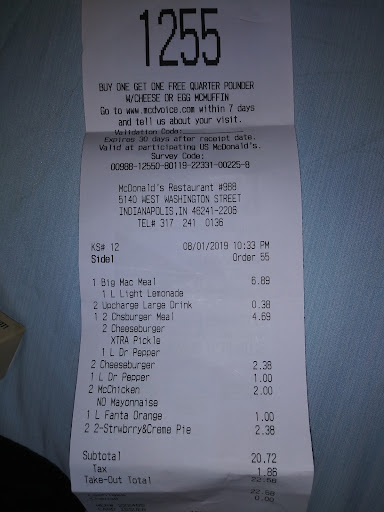 1255
BUY ONE GET ONE FREE QUARTER POUNDER
W/CHEESE OR EGG MCMUFFIN
Go to www.mcdvoice.com within 7 days
and tell us about your visit.
Validation Code:
Expires 30 days after receipt date.
Valid at participating US McDonald's.
Survey Code:
00988-12550-80119-22331-00225-8
McDonald's Restaurant #988
5140 WEST WASHINGTON STREET
INDIANAPOLIS,IN 46241-2206
TEL# 317 241 0136
KS# 12 08/01/2019 10:33 PM
Side1 Order 55
1 Big Mac Meal 6.89
1 L Light Lemonade
2 Upcharge Large Drink 0.38
1 2 Chsburger Meal 4.69
2 Cheeseburger
XTRA Pickle
1 L Dr Pepper
2 Cheeseburger 2.38
1 L Dr Pepper 1.00
2 McChicken 2.00
NO Mayonnaise
1 L Fanta Orange 1.00
2 2-Strwbrry&Creme Pie 2.38
Subtotal 20.72
Tax 1.86
Take-Out Total 22.58
22.58
0.00